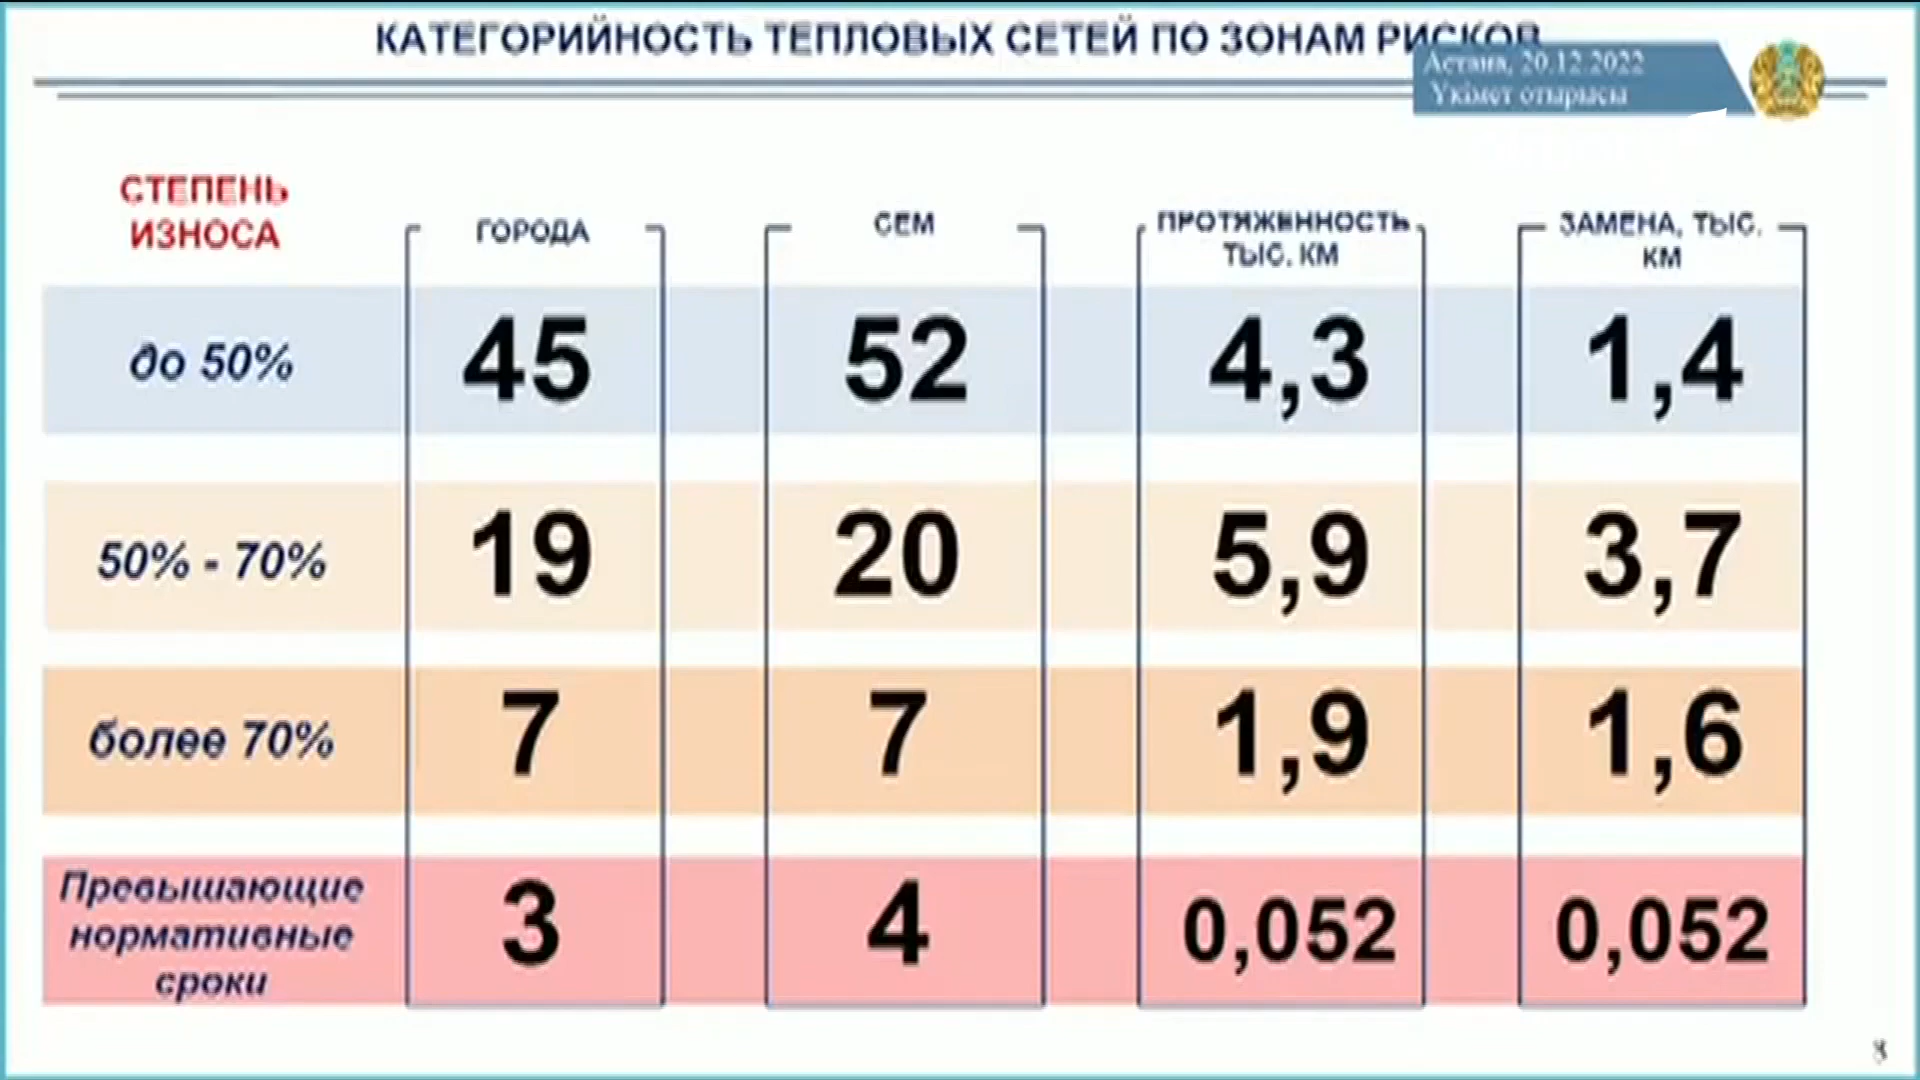 КАТЕГОРИЙНОСТЬ ТЕПЛОВЫХ СЕТЕЙ ПО ЗОНАМ РИСКОВ
Астана, 20.12.2022
Үкімет отырысы
СТЕПЕНЬ
ИЗНОСА
ГОРОДА
СЕМ
ПРОТЯЖЕННОСТЬ
ТЫС. КМ
ЗАМЕНА, ТЫС.
КМ
до 50% 45 52 4,3 1,4
50% - 70% 19 20 5,9 3,7
более 70% 7 7 1,9 1,6
Превышающие
нормативные
сроки
3 4 0,052 0,052
8